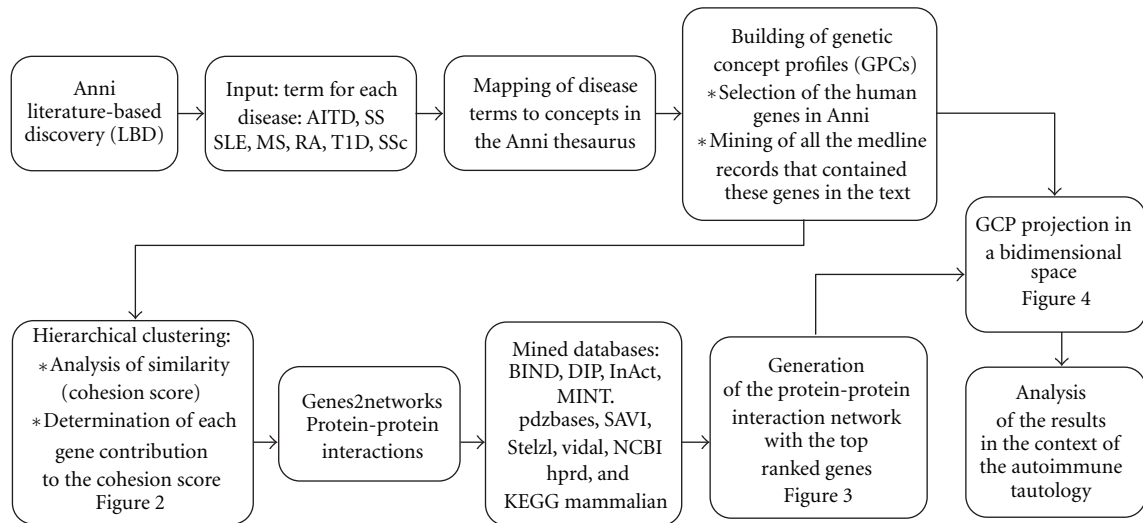 Anni
literature-based
discovery (LBD)
Input: term for each
disease: AITD, SS
SLE, MS, RA, T1D, SSc
Mapping of disease
terms to concepts in
the Anni thesaurus
Building of genetic
concept profiles (GPCs)
∗Selection of the human
genes in Anni
∗Mining of all the medline
records that contained
these genes in the text
Hierarchical clustering:
∗Analysis of similarity
(cohesion score)
∗Determination of each
gene contribution
to the cohesion score
Figure 2
Genes2networks
Protein-protein
interactions
Mined databases:
BIND, DIP, InAct,
MINT.
pdzbases, SAVI,
Stelzl, vidal, NCBI
hprd, and
KEGG mammalian
Generation
of the protein-protein
interaction network
with the top
ranked genes
Figure 3
GCP projection in
a bidimensional
space
Figure 4
Analysis
of the results
in the context of
the autoimmune
tautology